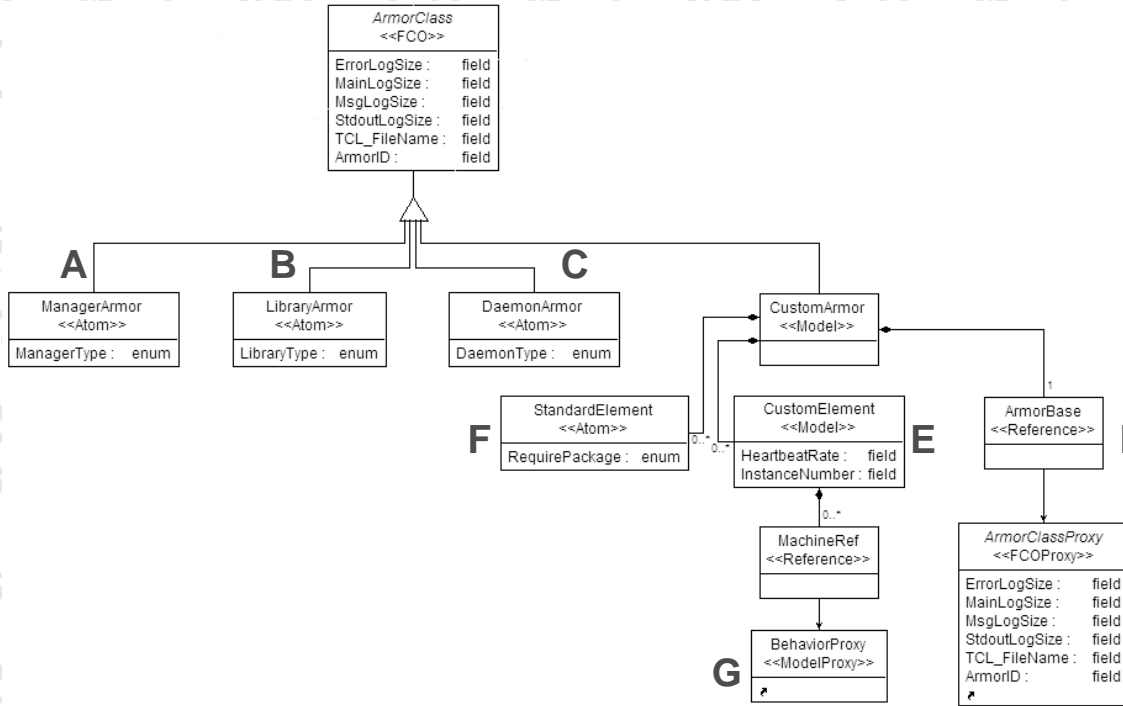 ArmorClass
<<FCO>>
ErrorLogSize : field
MainLogSize : field
MsgLogSize : field
StdoutLogSize : field
TCL_FileName : field
ArmorID : field
A
B
C
ManagerArmor
<<Atom>>
ManagerType : enum
LibraryArmor
<<Atom>>
LibraryType : enum
DaemonArmor
<<Atom>>
DaemonType : enum
CustomArmor
<<Model>>
F
StandardElement
<<Atom>>
RequirePackage : enum
0..*
0..*
CustomElement
<<Model>>
HeartbeatRate : field
InstanceNumber : field
E
1
ArmorBase
<<Reference>>
0..*
MachineRef
<<Reference>>
G
BehaviorProxy
<<ModelProxy>>
ArmorClassProxy
<<FCOProxy>>
ErrorLogSize : field
MainLogSize : field
MsgLogSize : field
StdoutLogSize : field
TCL_FileName : field
ArmorID : field